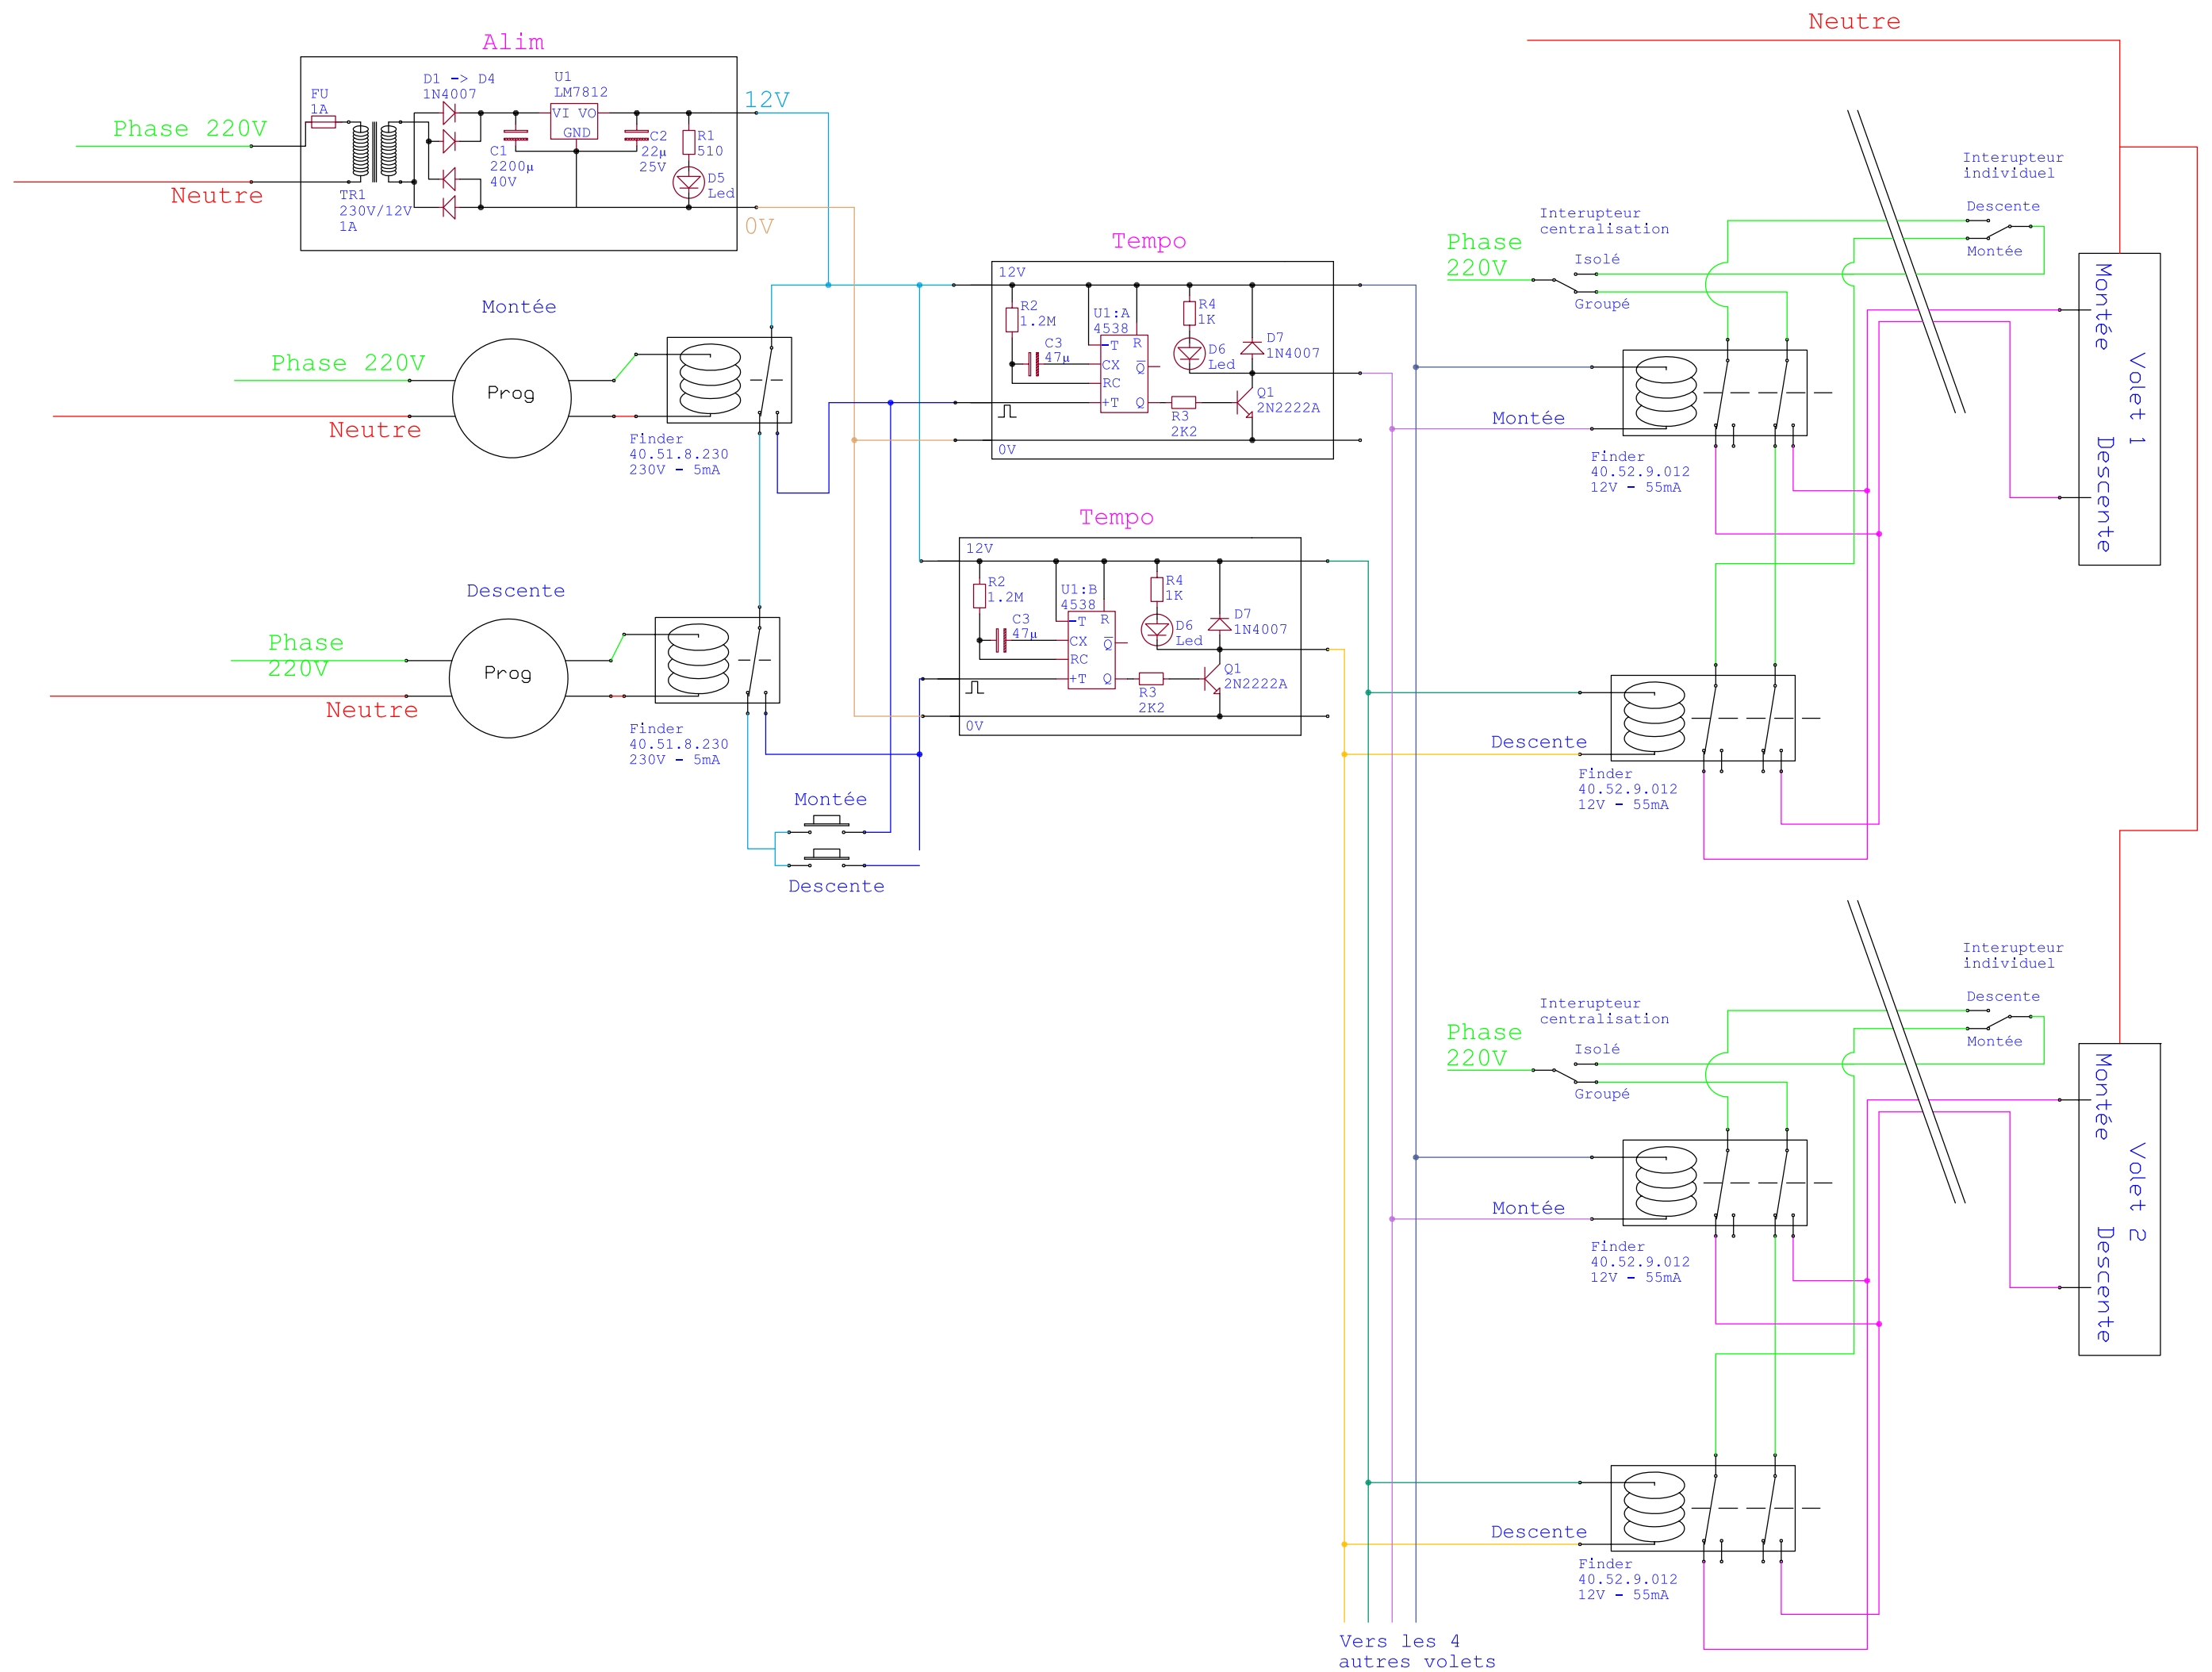 Neutre
Alim
D1 -> D4
1N4007
U1
LM7812
FU
1A
12V
VI VO
GND
Phase 220V
C1
2200µ
40V
C2
22µ
25V
R1
510
D5
Led
Neutre
TR1
230V/12V
1A
0V
Interupteur
individuel
Descente
Montée
Interupteur
centralisation
Phase
220V
Isolé
Groupé
Montée
Volet 1
Descente
Tempo
12V
R2
1.2M
U1:A
4538
C3
47µ
-T
R
CX
Q
RC
+T
Q
R4
1K
D6
Led
D7
1N4007
Q1
2N2222A
R3
2K2
0V
Montée
Phase 220V
Prog
Neutre
Finder
40.51.8.230
230V - 5mA
Montée
Finder
40.52.9.012
12V - 55mA
Tempo
12V
R2
1.2M
U1:B
4538
C3
47µ
-T
R
CX
Q
RC
+T
Q
R4
1K
D6
Led
D7
1N4007
Q1
2N2222A
R3
2K2
0V
Descente
Phase
220V
Prog
Neutre
Finder
40.51.8.230
230V - 5mA
Descente
Finder
40.52.9.012
12V - 55mA
Montée
Descente
Interupteur
individuel
Descente
Montée
Interupteur
centralisation
Phase
220V
Isolé
Groupé
Montée
Volet 2
Descente
Montée
Finder
40.52.9.012
12V - 55mA
Descente
Finder
40.52.9.012
12V - 55mA
Vers les 4
autres volets